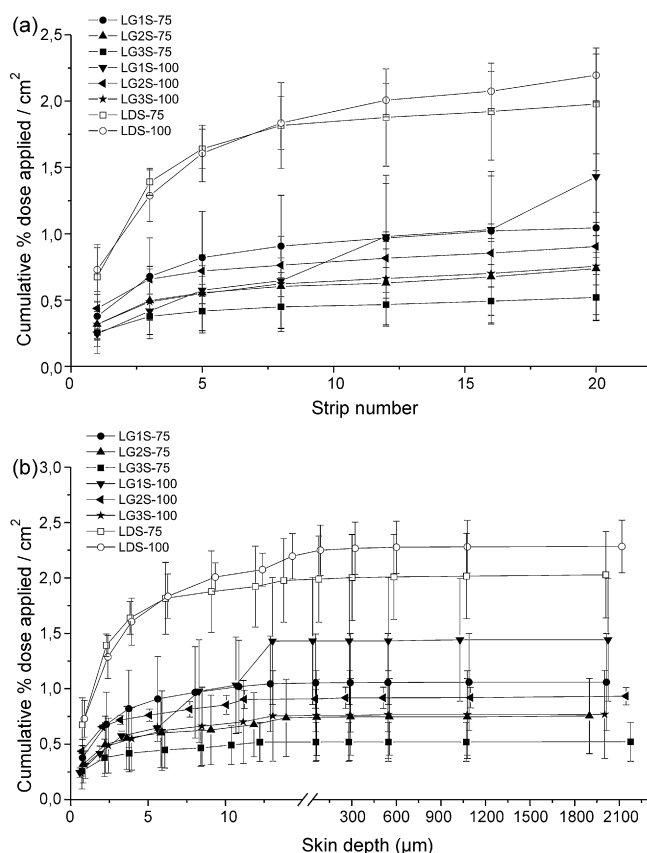 (a)
LG1S-75
LG2S-75
LG3S-75
LG1S-100
LG2S-100
LG3S-100
LDS-75
LDS-100
Cumulative % dose applied / cm²
2,5
2,0
1,5
1,0
0,5
0,0
0 5 10 15 20
Strip number
(b)
LG1S-75
LG2S-75
LG3S-75
LG1S-100
LG2S-100
LG3S-100
LDS-75
LDS-100
Cumulative % dose applied / cm²
3,0
2,5
2,0
1,5
1,0
0,5
0,0
0 5 10 300 600 900 1200 1500 1800 2100
Skin depth (µm)